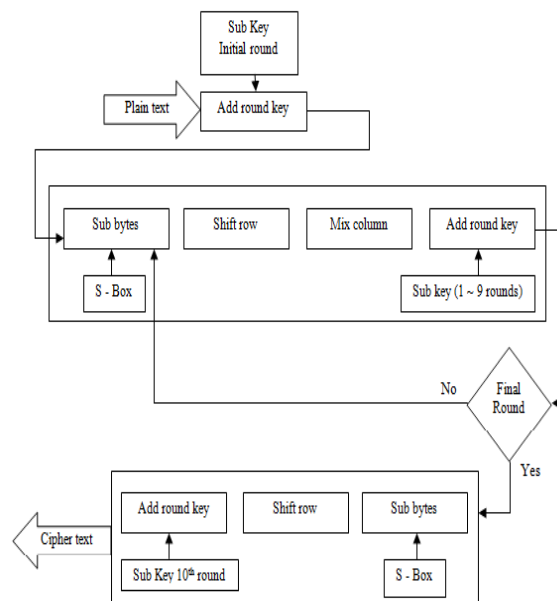 Sub Key
Initial round
Plain text
Add round key
Sub bytes
Shift row
Mix column
Add round key
S - Box
Sub key (1 ~ 9 rounds)
No
Final
Round
Yes
Add round key
Shift row
Sub bytes
Cipher text
Sub Key 10th round
S - Box